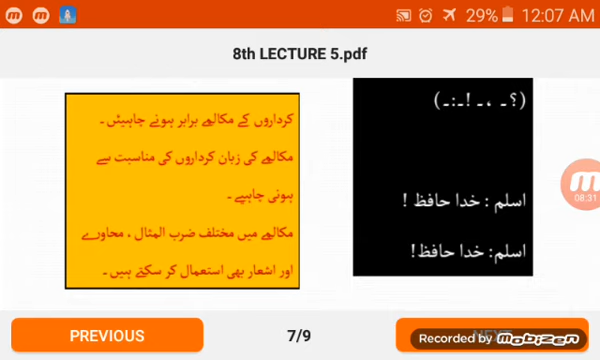 29% 12:07 AM
8th LECTURE 5.pdf
(؟۔ ،۔ !۔:۔)
اسلم : خدا حافظ !
اسلم: خدا حافظ!
کرداروں کے مکالمے برابر ہونے چاہیئں۔
مکالمے کی زبان کرداروں کی مناسبت سے
ہونی چاہیے۔
مکالمے میں مختلف ضرب المثال ، محاورے
اور اشعار بھی استعمال کر سکتے ہیں۔
08:31
PREVIOUS
7/9
Recorded by MOBIZEN